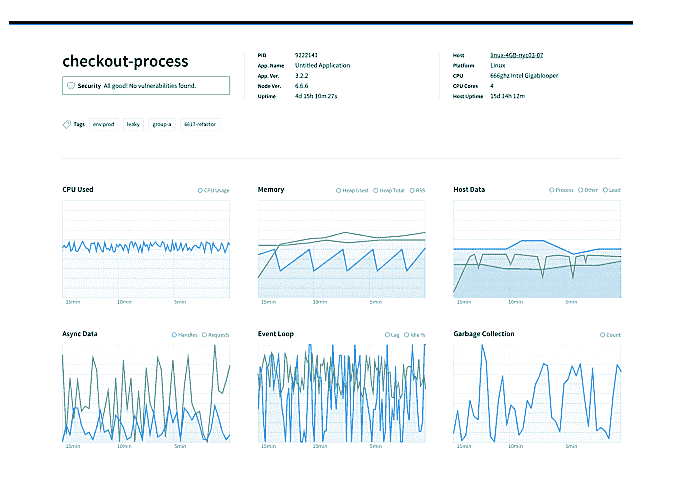 checkout-process
Security All good! No vulnerabilities found.
Tags env:prod leaky group-a 6617-refactor
PID 9222141
App. Name Untitled Application
App. Ver. 3.2.2
Node Ver. 6.6.6
Uptime 4d 15h 10m 27s
Host linux-4GB-nyc03-07
Platform Linux
CPU 666ghz Intel Gigablooper
CPU Cores 4
Host Uptime 15d 14h 12m
CPU Used CPU Usage
15min 10min 5min
Memory Heap Used Heap Total RSS
15min 10min 5min
Host Data Process Other Load
15min 10min 5min
Async Data Handles Requests
15min 10min 5min
Event Loop Lag Idle %
15min 10min 5min
Garbage Collection Count
15min 10min 5min